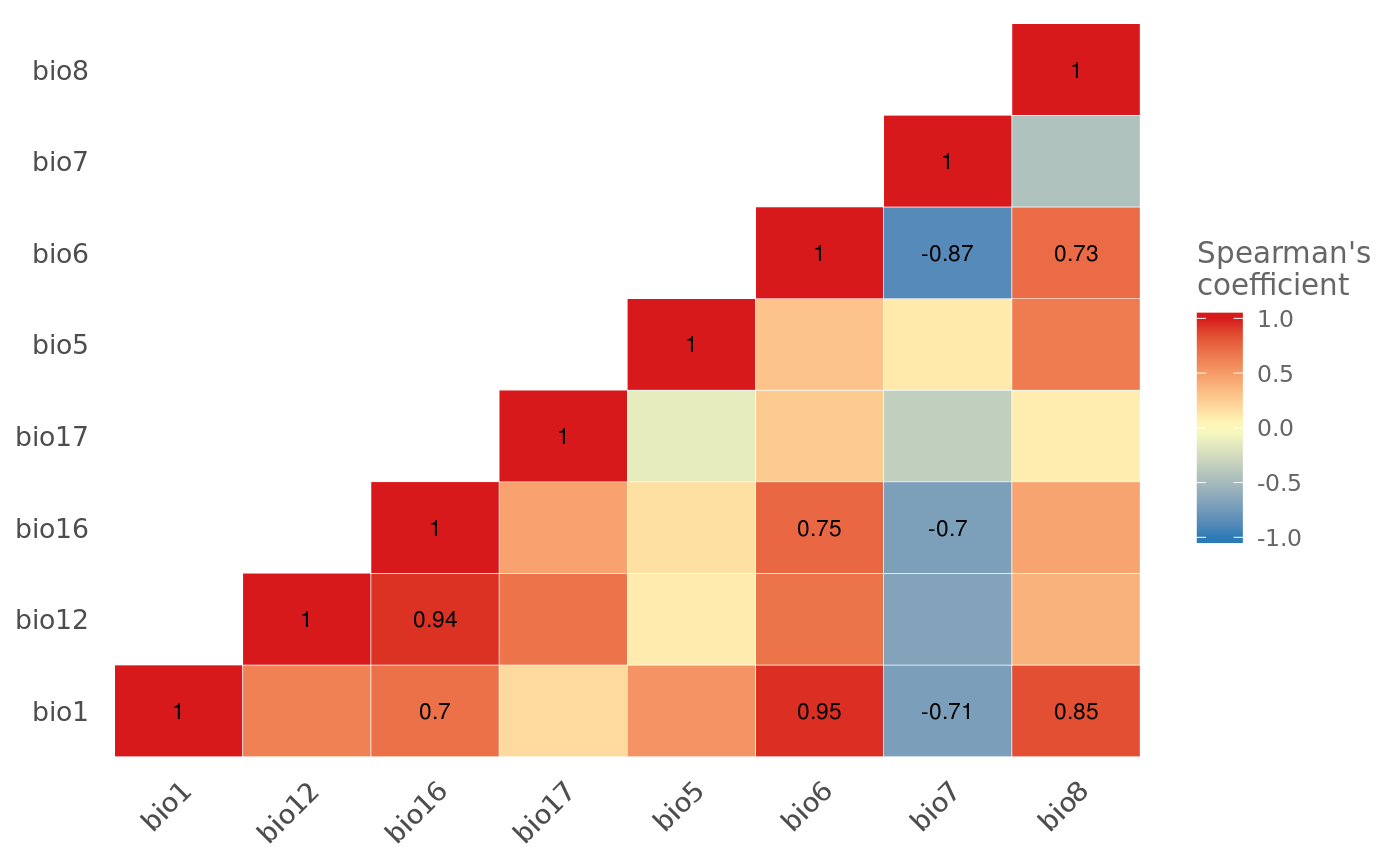 bio8
1
bio7
1
bio6
1
-0.87
0.73
Spearman's
coefficient
1.0
0.5
0.0
-0.5
-1.0
bio5
1
bio17
1
bio16
1
0.75
-0.7
bio12
1
0.94
bio1
1
0.7
0.95
-0.71
0.85
bio1
bio12
bio16
bio17
bio5
bio6
bio7
bio8